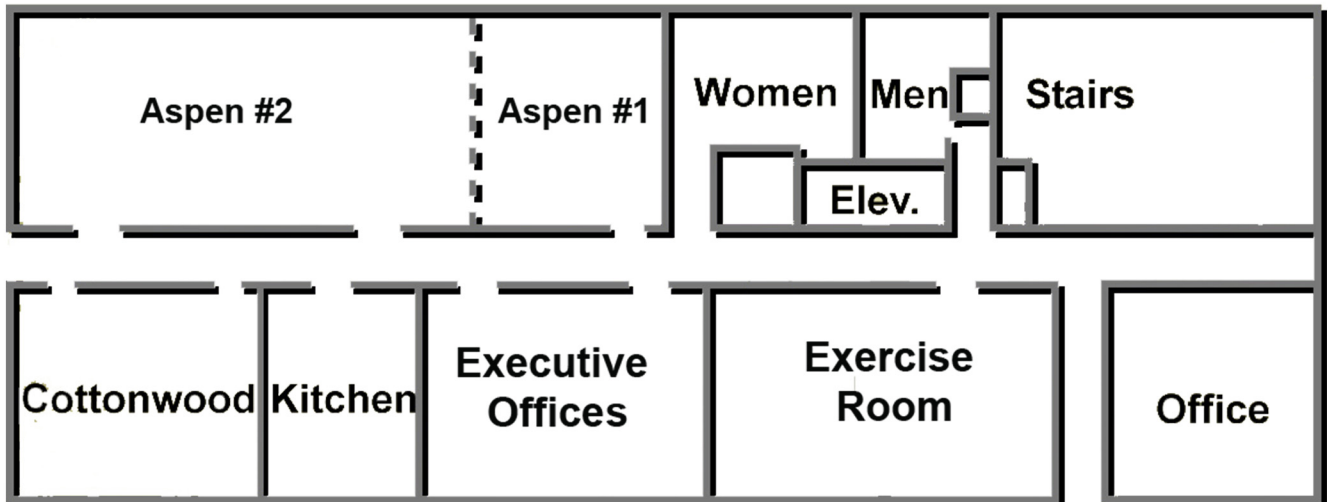 Aspen #2
Aspen #1
Women
Men
Stairs
Elev.
Cottonwood
Kitchen
Executive
Offices
Exercise
Room
Office